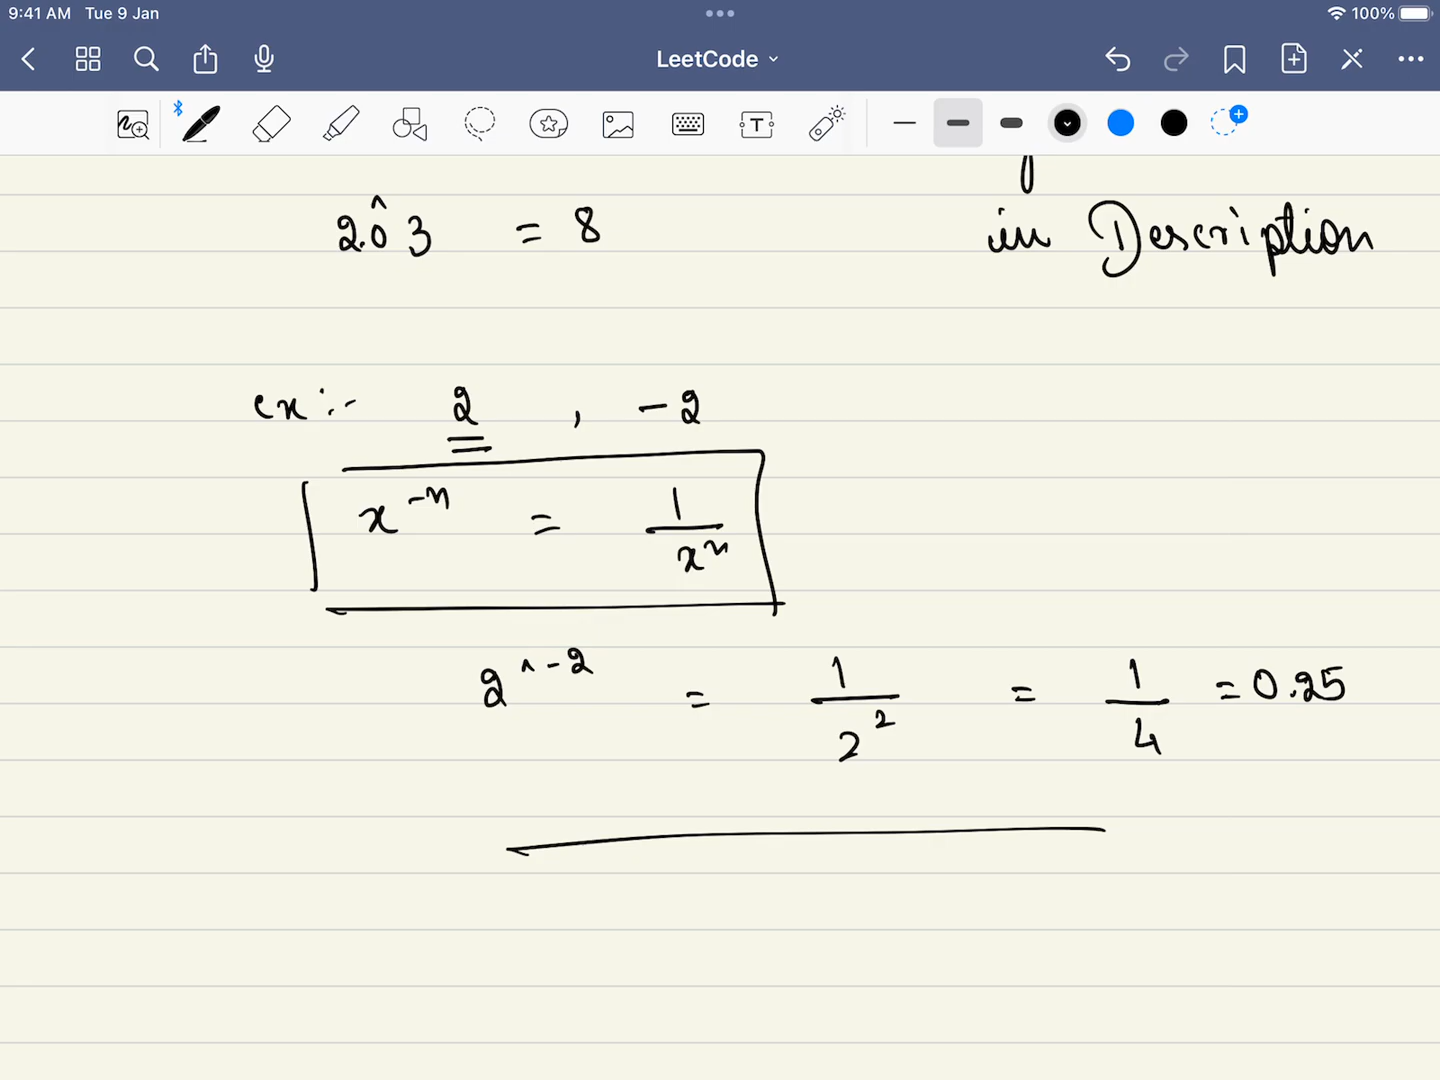 9:41 AM Tue 9 Jan 100%
LeetCode
2.0 ^ 3 = 8
in Description
ex :- 2 , -2
x^-n = 1/x^n
2^-2 = 1/2^2 = 1/4 = 0.25